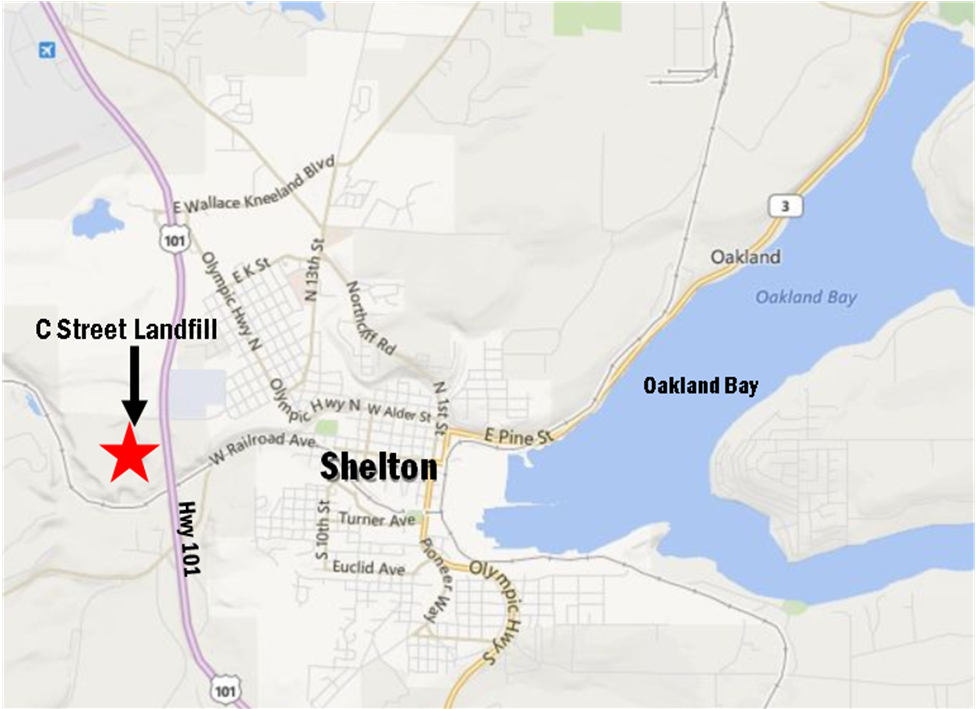 E Wallace Kneeland Blvd
3
101
Oakland
E K St
Olympic Hwy N
N 13th St
Oakland Bay
Northcliff Rd
C Street Landfill
Oakland Bay
N 1st St
Olympic Hwy N
W Alder St
E Pine St
W Railroad Ave
Shelton
Hwy 101
S 10th St
Turner Ave
Pioneer Way
Euclid Ave
Olympic Hwy S
101